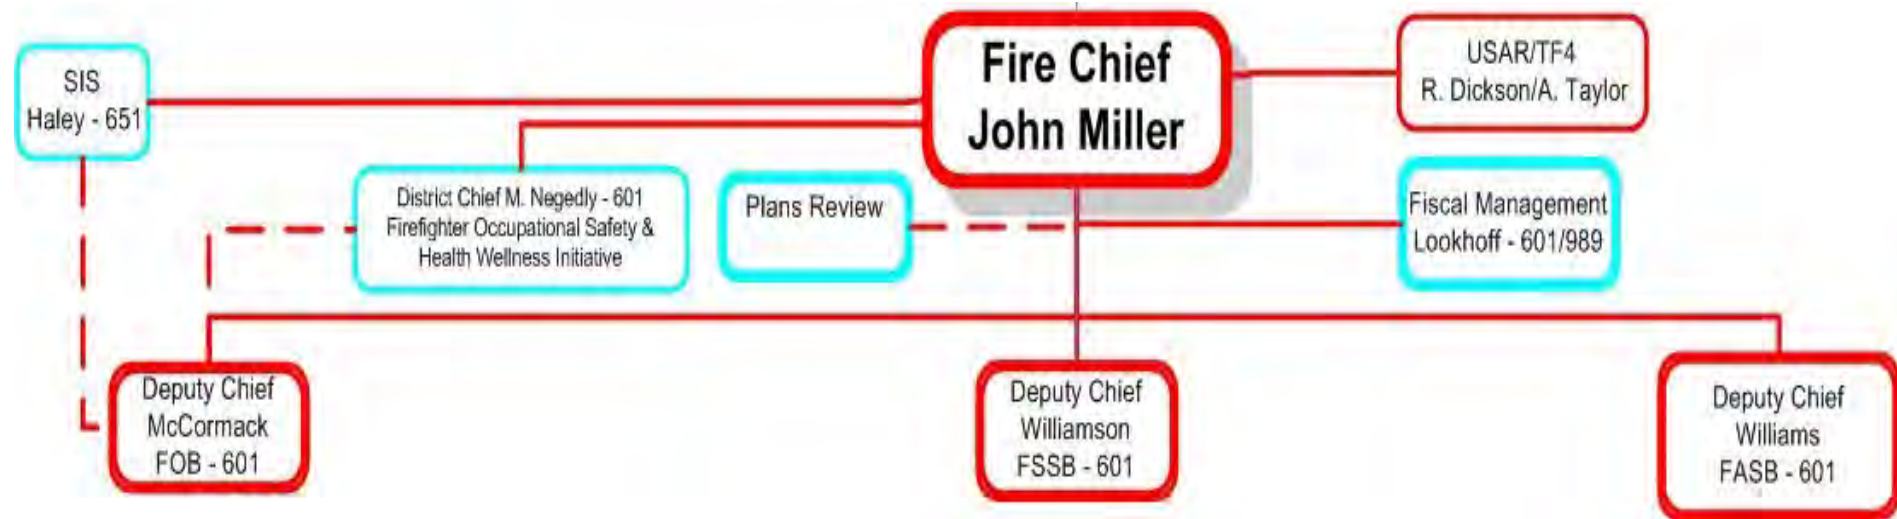 SIS
Haley - 651
Fire Chief
John Miller
USAR/TF4
R. Dickson/A. Taylor
District Chief M. Negedly - 601
Firefighter Occupational Safety &
Health Wellness Initiative
Plans Review
Fiscal Management
Lookhoff - 601/989
Deputy Chief
McCormack
FOB - 601
Deputy Chief
Williamson
FSSB - 601
Deputy Chief
Williams
FASB - 601